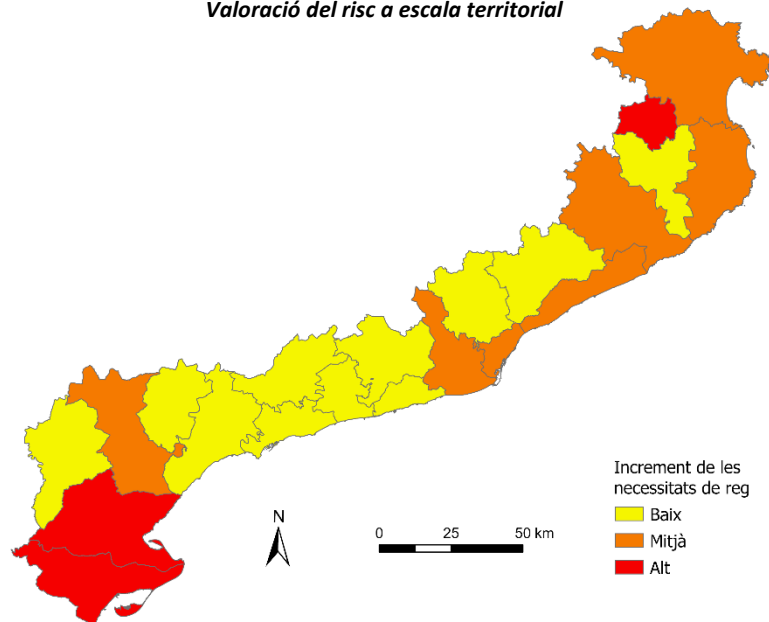 Valoració del risc a escala territorial
N
0 25 50 km
Increment de les
necessitats de reg
Baix
Mitjà
Alt